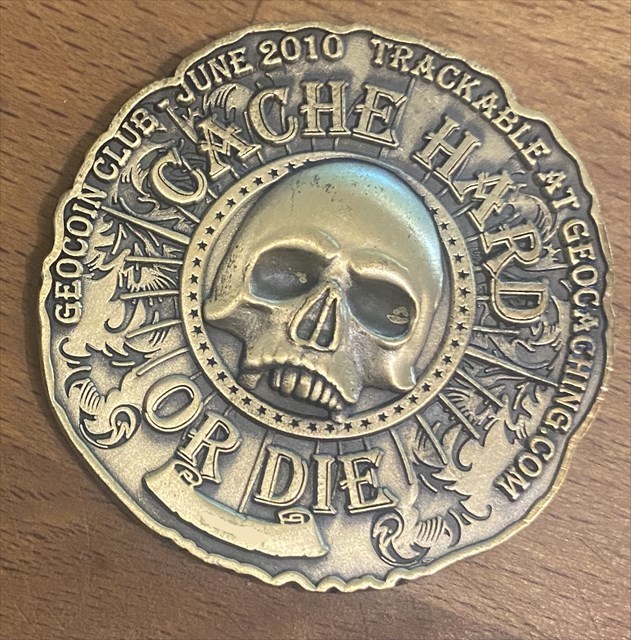 GEOCOIN CLUB - JUNE 2010 TRACKABLE AT GEOCACHING.COM
CACHE HARD
OR DIE